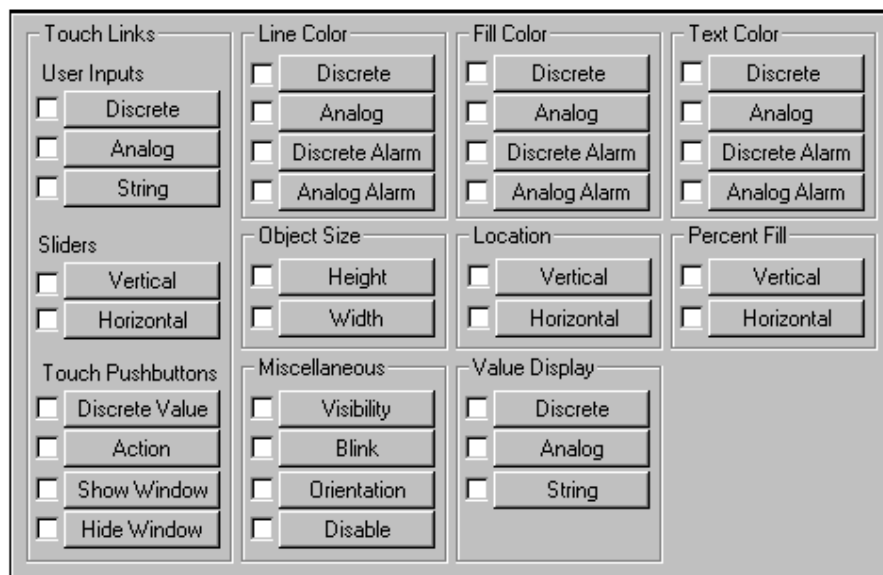 Touch Links
User Inputs
Discrete
Analog
String
Sliders
Vertical
Horizontal
Touch Pushbuttons
Discrete Value
Action
Show Window
Hide Window
Line Color
Discrete
Analog
Discrete Alarm
Analog Alarm
Object Size
Height
Width
Miscellaneous
Visibility
Blink
Orientation
Disable
Fill Color
Discrete
Analog
Discrete Alarm
Analog Alarm
Location
Vertical
Horizontal
Value Display
Discrete
Analog
String
Text Color
Discrete
Analog
Discrete Alarm
Analog Alarm
Percent Fill
Vertical
Horizontal